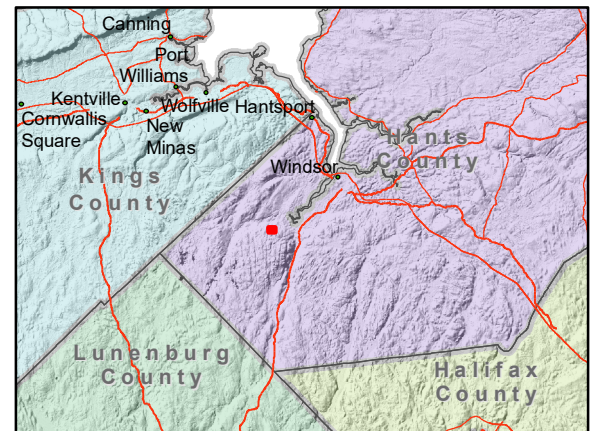 Canning
Port
Williams
Kentville
Wolfville
Hantsport
Cornwallis
Square
New
Minas
Windsor
Hants
County
Kings
County
Lunenburg
County
Halifax
County